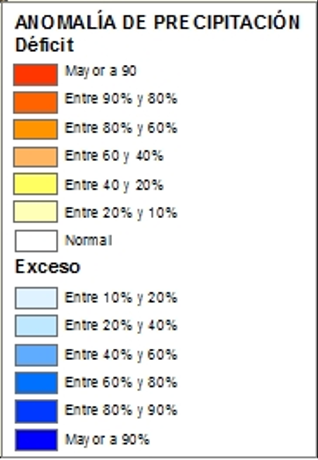 ANOMALÍA DE PRECIPITACIÓN
Déficit
Mayor a 90
Entre 90% y 80%
Entre 80% y 60%
Entre 60 y 40%
Entre 40 y 20%
Entre 20% y 10%
Normal
Exceso
Entre 10% y 20%
Entre 20% y 40%
Entre 40% y 60%
Entre 60% y 80%
Entre 80% y 90%
Mayor a 90%